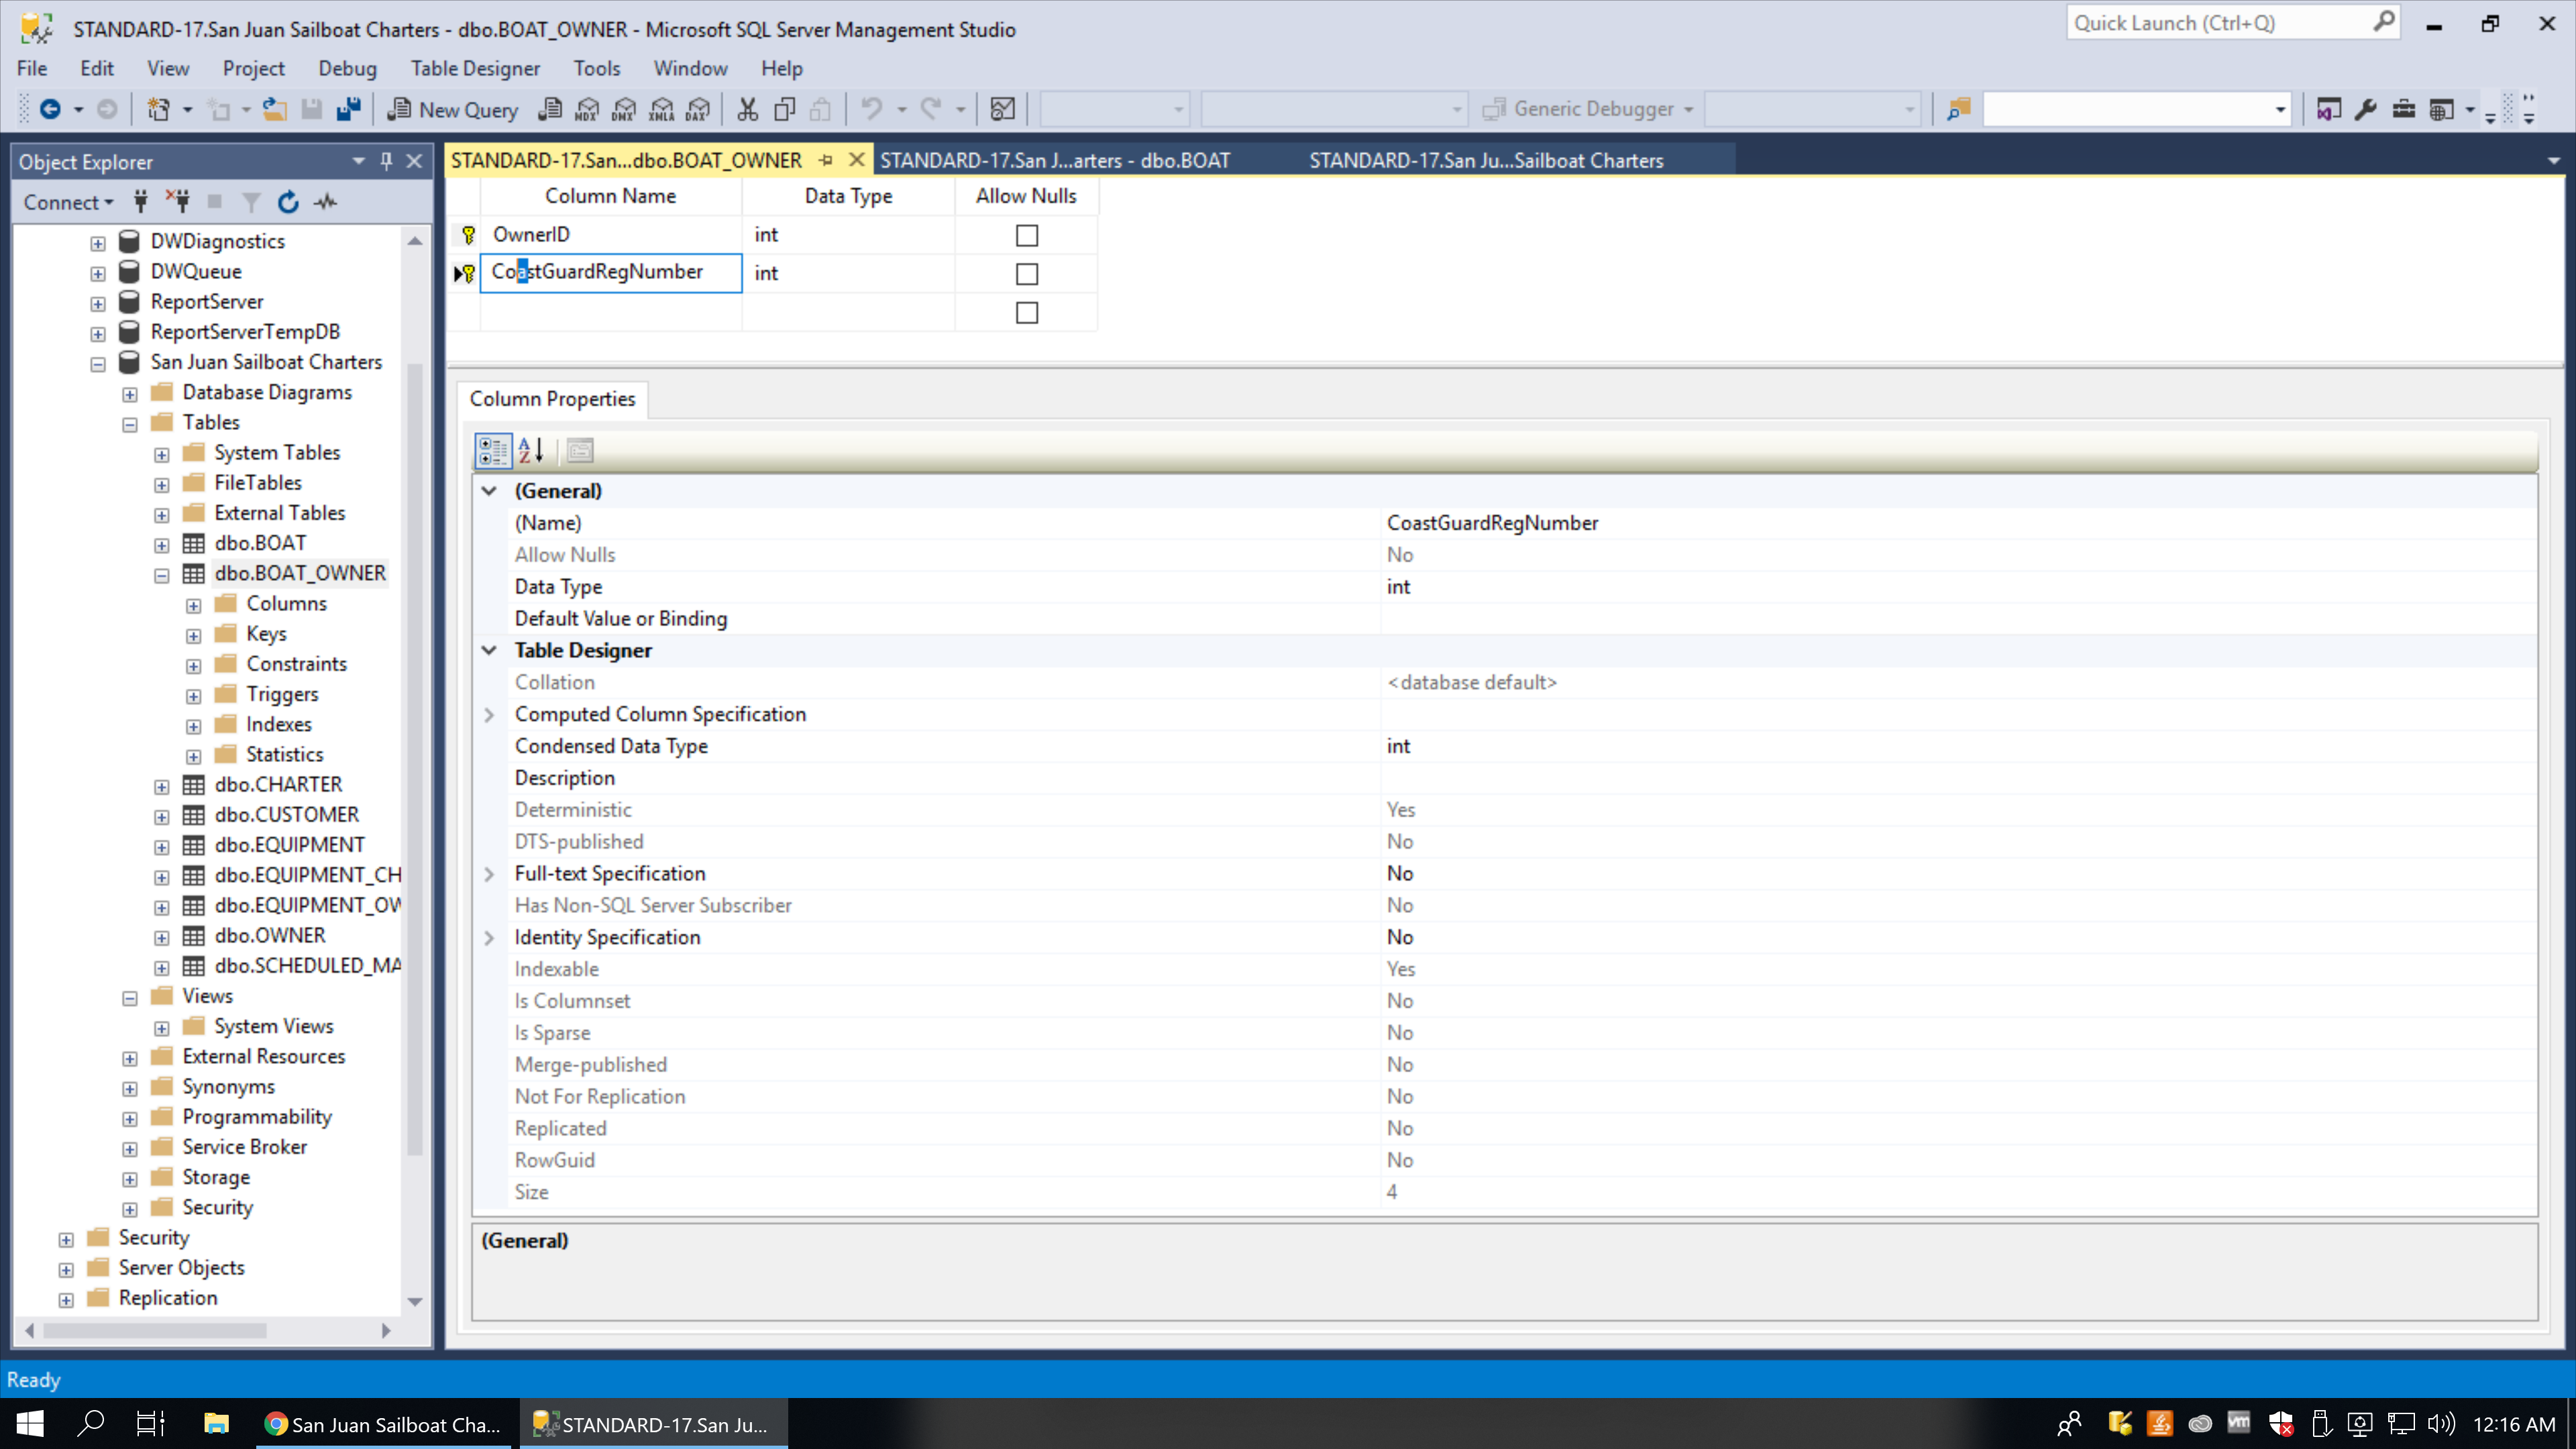 STANDARD-17.San Juan Sailboat Charters - dbo.BOAT_OWNER - Microsoft SQL Server Management Studio
Quick Launch (Ctrl+Q)
File Edit View Project Debug Table Designer Tools Window Help
New Query MDX DMX XMLA DAX Generic Debugger
Object Explorer
Connect
DWDiagnostics
DWQueue
ReportServer
ReportServerTempDB
San Juan Sailboat Charters
Database Diagrams
Tables
System Tables
FileTables
External Tables
dbo.BOAT
dbo.BOAT_OWNER
Columns
Keys
Constraints
Triggers
Indexes
Statistics
dbo.CHARTER
dbo.CUSTOMER
dbo.EQUIPMENT
dbo.EQUIPMENT_CH
dbo.EQUIPMENT_OW
dbo.OWNER
dbo.SCHEDULED_MA
Views
System Views
External Resources
Synonyms
Programmability
Service Broker
Storage
Security
Security
Server Objects
Replication
STANDARD-17.San...dbo.BOAT_OWNER STANDARD-17.San J...arters - dbo.BOAT STANDARD-17.San Ju...Sailboat Charters
Column Name Data Type Allow Nulls
OwnerID int
CoastGuardRegNumber int
Column Properties
A
Z
(General)
(Name) CoastGuardRegNumber
Allow Nulls No
Data Type int
Default Value or Binding
Table Designer
Collation <database default>
Computed Column Specification
Condensed Data Type int
Description
Deterministic Yes
DTS-published No
Full-text Specification No
Has Non-SQL Server Subscriber No
Identity Specification No
Indexable Yes
Is Columnset No
Is Sparse No
Merge-published No
Not For Replication No
Replicated No
RowGuid No
Size 4
(General)
Ready
San Juan Sailboat Cha... STANDARD-17.San Ju... vm 12:16 AM